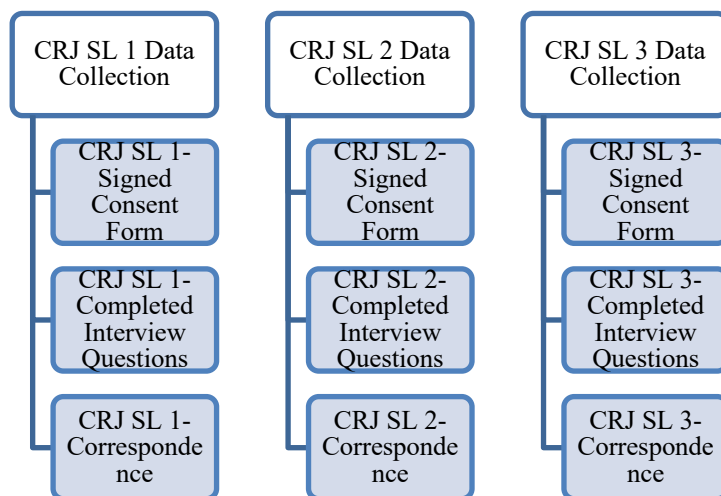 CRJ SL 1 Data
Collection
CRJ SL 1-
Signed
Consent
Form
CRJ SL 1-
Completed
Interview
Questions
CRJ SL 1-
Corresponde
nce
CRJ SL 2 Data
Collection
CRJ SL 2-
Signed
Consent
Form
CRJ SL 2-
Completed
Interview
Questions
CRJ SL 2-
Corresponde
nce
CRJ SL 3 Data
Collection
CRJ SL 3-
Signed
Consent
Form
CRJ SL 3-
Completed
Interview
Questions
CRJ SL 3-
Corresponde
nce